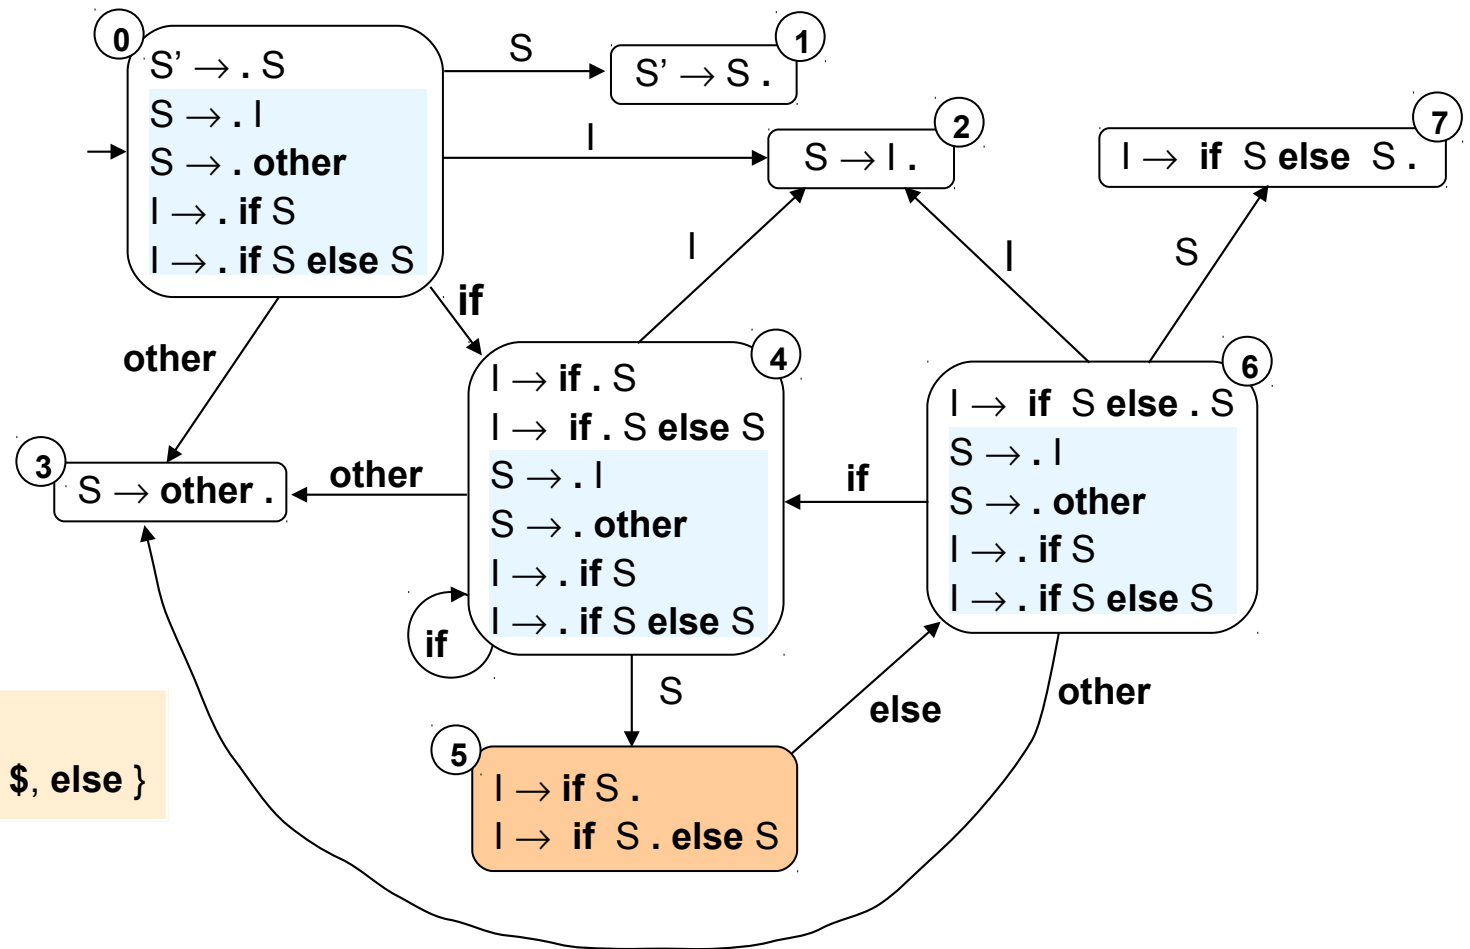 0
S’ → . S
S → . I
S → . other
I → . if S
I → . if S else S
S
1
S’ → S .
I
2
S → I .
7
I → if S else S .
I
I
S
if
other
4
I → if . S
I → if . S else S
S → . I
S → . other
I → . if S
I → . if S else S
6
I → if S else . S
S → . I
S → . other
I → . if S
I → . if S else S
3
S → other .
other
if
if
S
else
other
$, else }
5
I → if S .
I → if S . else S